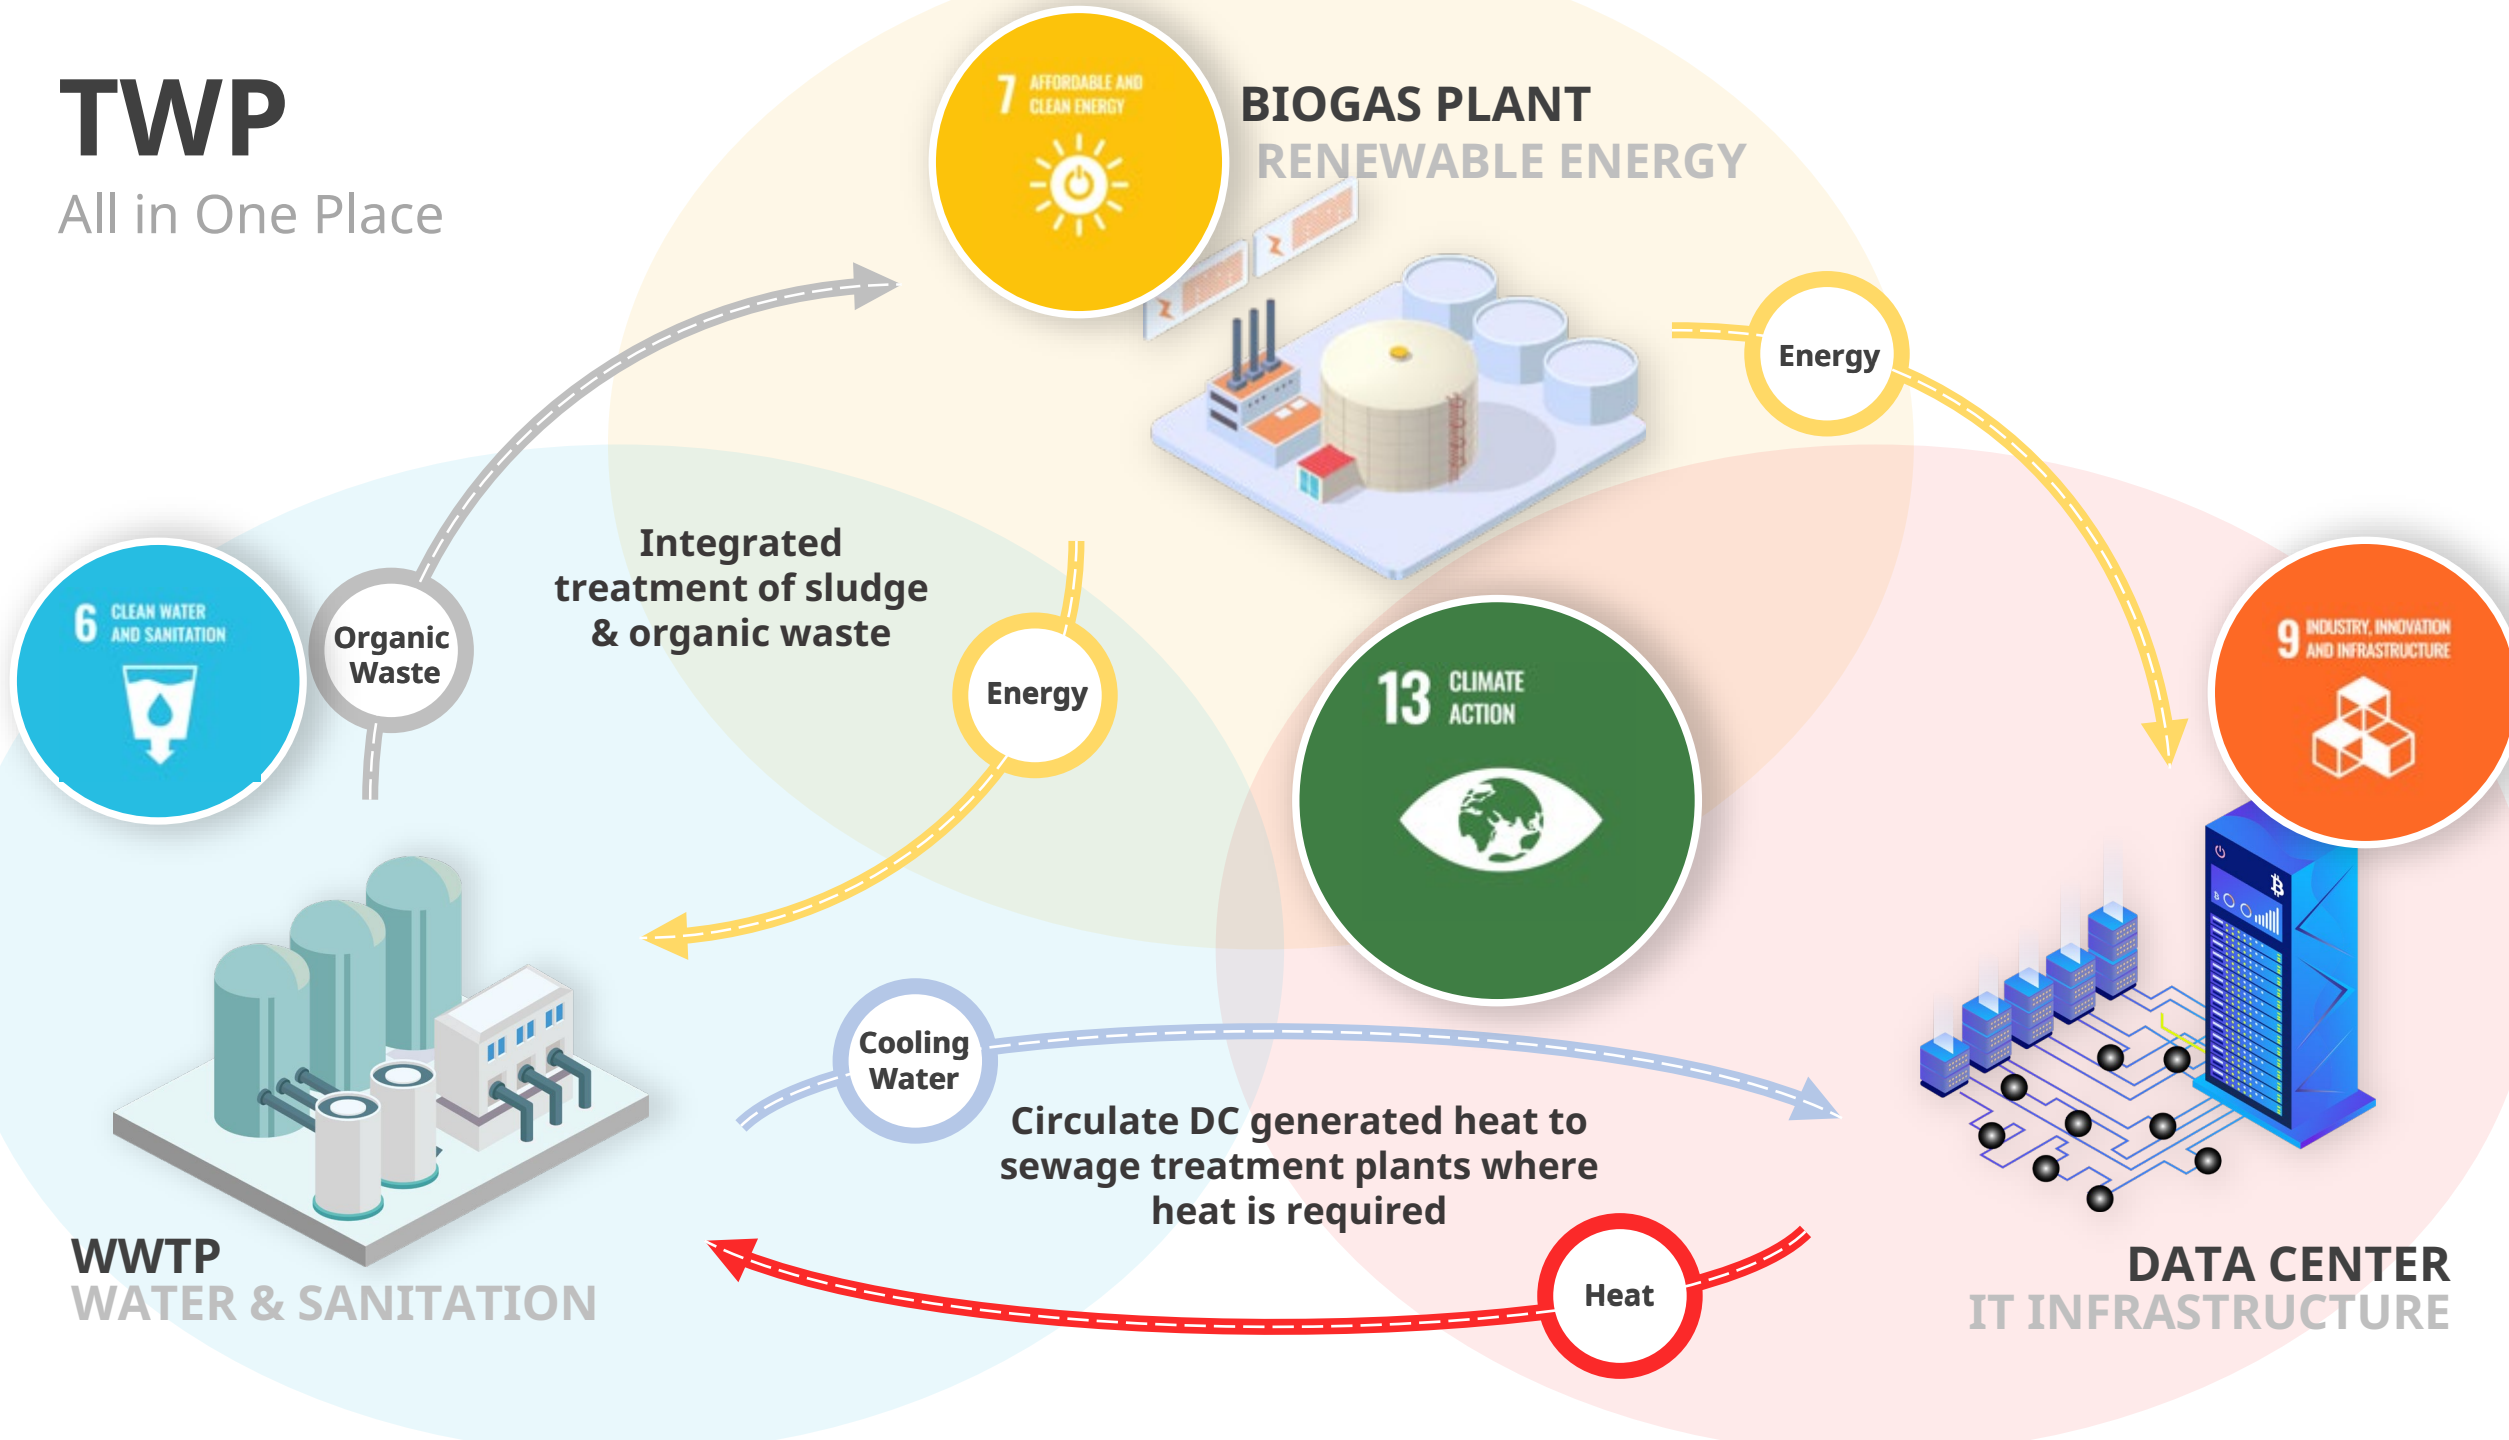 TWP
All in One Place
7 AFFORDABLE AND
CLEAN ENERGY
BIOGAS PLANT
RENEWABLE ENERGY
Energy
Integrated
treatment of sludge
& organic waste
6 CLEAN WATER
AND SANITATION
Organic
Waste
Energy
13 CLIMATE
ACTION
9 INDUSTRY, INNOVATION
AND INFRASTRUCTURE
Cooling
Water
Circulate DC generated heat to
sewage treatment plants where
heat is required
Heat
WWTP
WATER & SANITATION
DATA CENTER
IT INFRASTRUCTURE